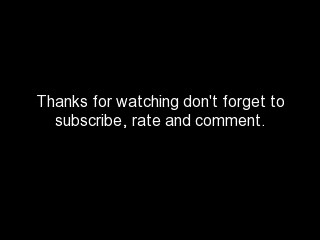 Thanks for watching don't forget to
subscribe, rate and comment.